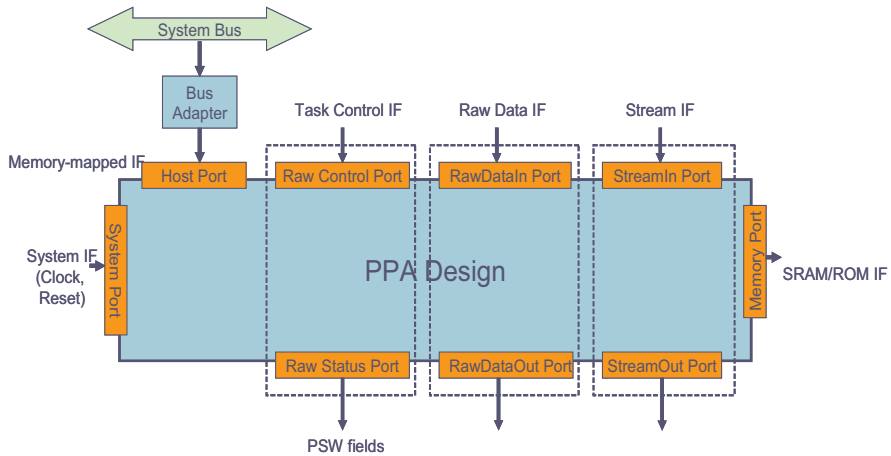 System Bus
Bus
Adapter
Task Control IF
Raw Data IF
Stream IF
Memory-mapped IF
Host Port
Raw Control Port
RawDataIn Port
StreamIn Port
System Port
Memory Port
System IF
(Clock,
Reset)
PPA Design
SRAM/ROM IF
Raw Status Port
RawDataOut Port
StreamOut Port
PSW fields